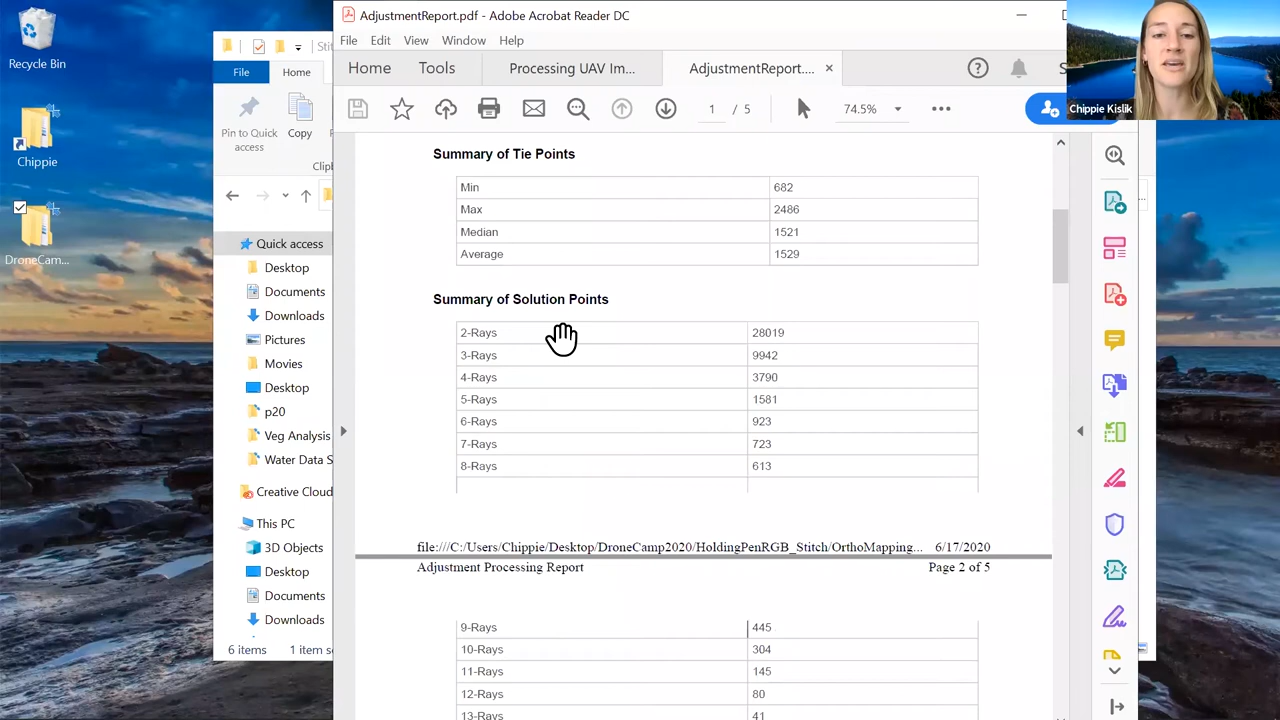 Recycle Bin
Chippie
DroneCam...
File
Home
Pin to Quick
access
Copy
Quick access
Desktop
Documents
Downloads
Pictures
Movies
Desktop
p20
Veg Analysis
Water Data S
Creative Cloud
This PC
3D Objects
Desktop
Documents
Downloads
6 items
AdjustmentReport.pdf - Adobe Acrobat Reader DC
File Edit View Window Help
Home Tools Processing UAV Im... AdjustmentReport....
1 / 5
74.5%
Chippie Kislik
Summary of Tie Points
Min 682
Max 2486
Median 1521
Average 1529
Summary of Solution Points
2-Rays 28019
3-Rays 9942
4-Rays 3790
5-Rays 1581
6-Rays 923
7-Rays 723
8-Rays 613
file:///C:/Users/Chippie/Desktop/DroneCamp2020/HoldingPenRGB_Stitch/OrthoMapping... 6/17/2020
Adjustment Processing Report Page 2 of 5
9-Rays 445
10-Rays 304
11-Rays 145
12-Rays 80
13-Rays 41